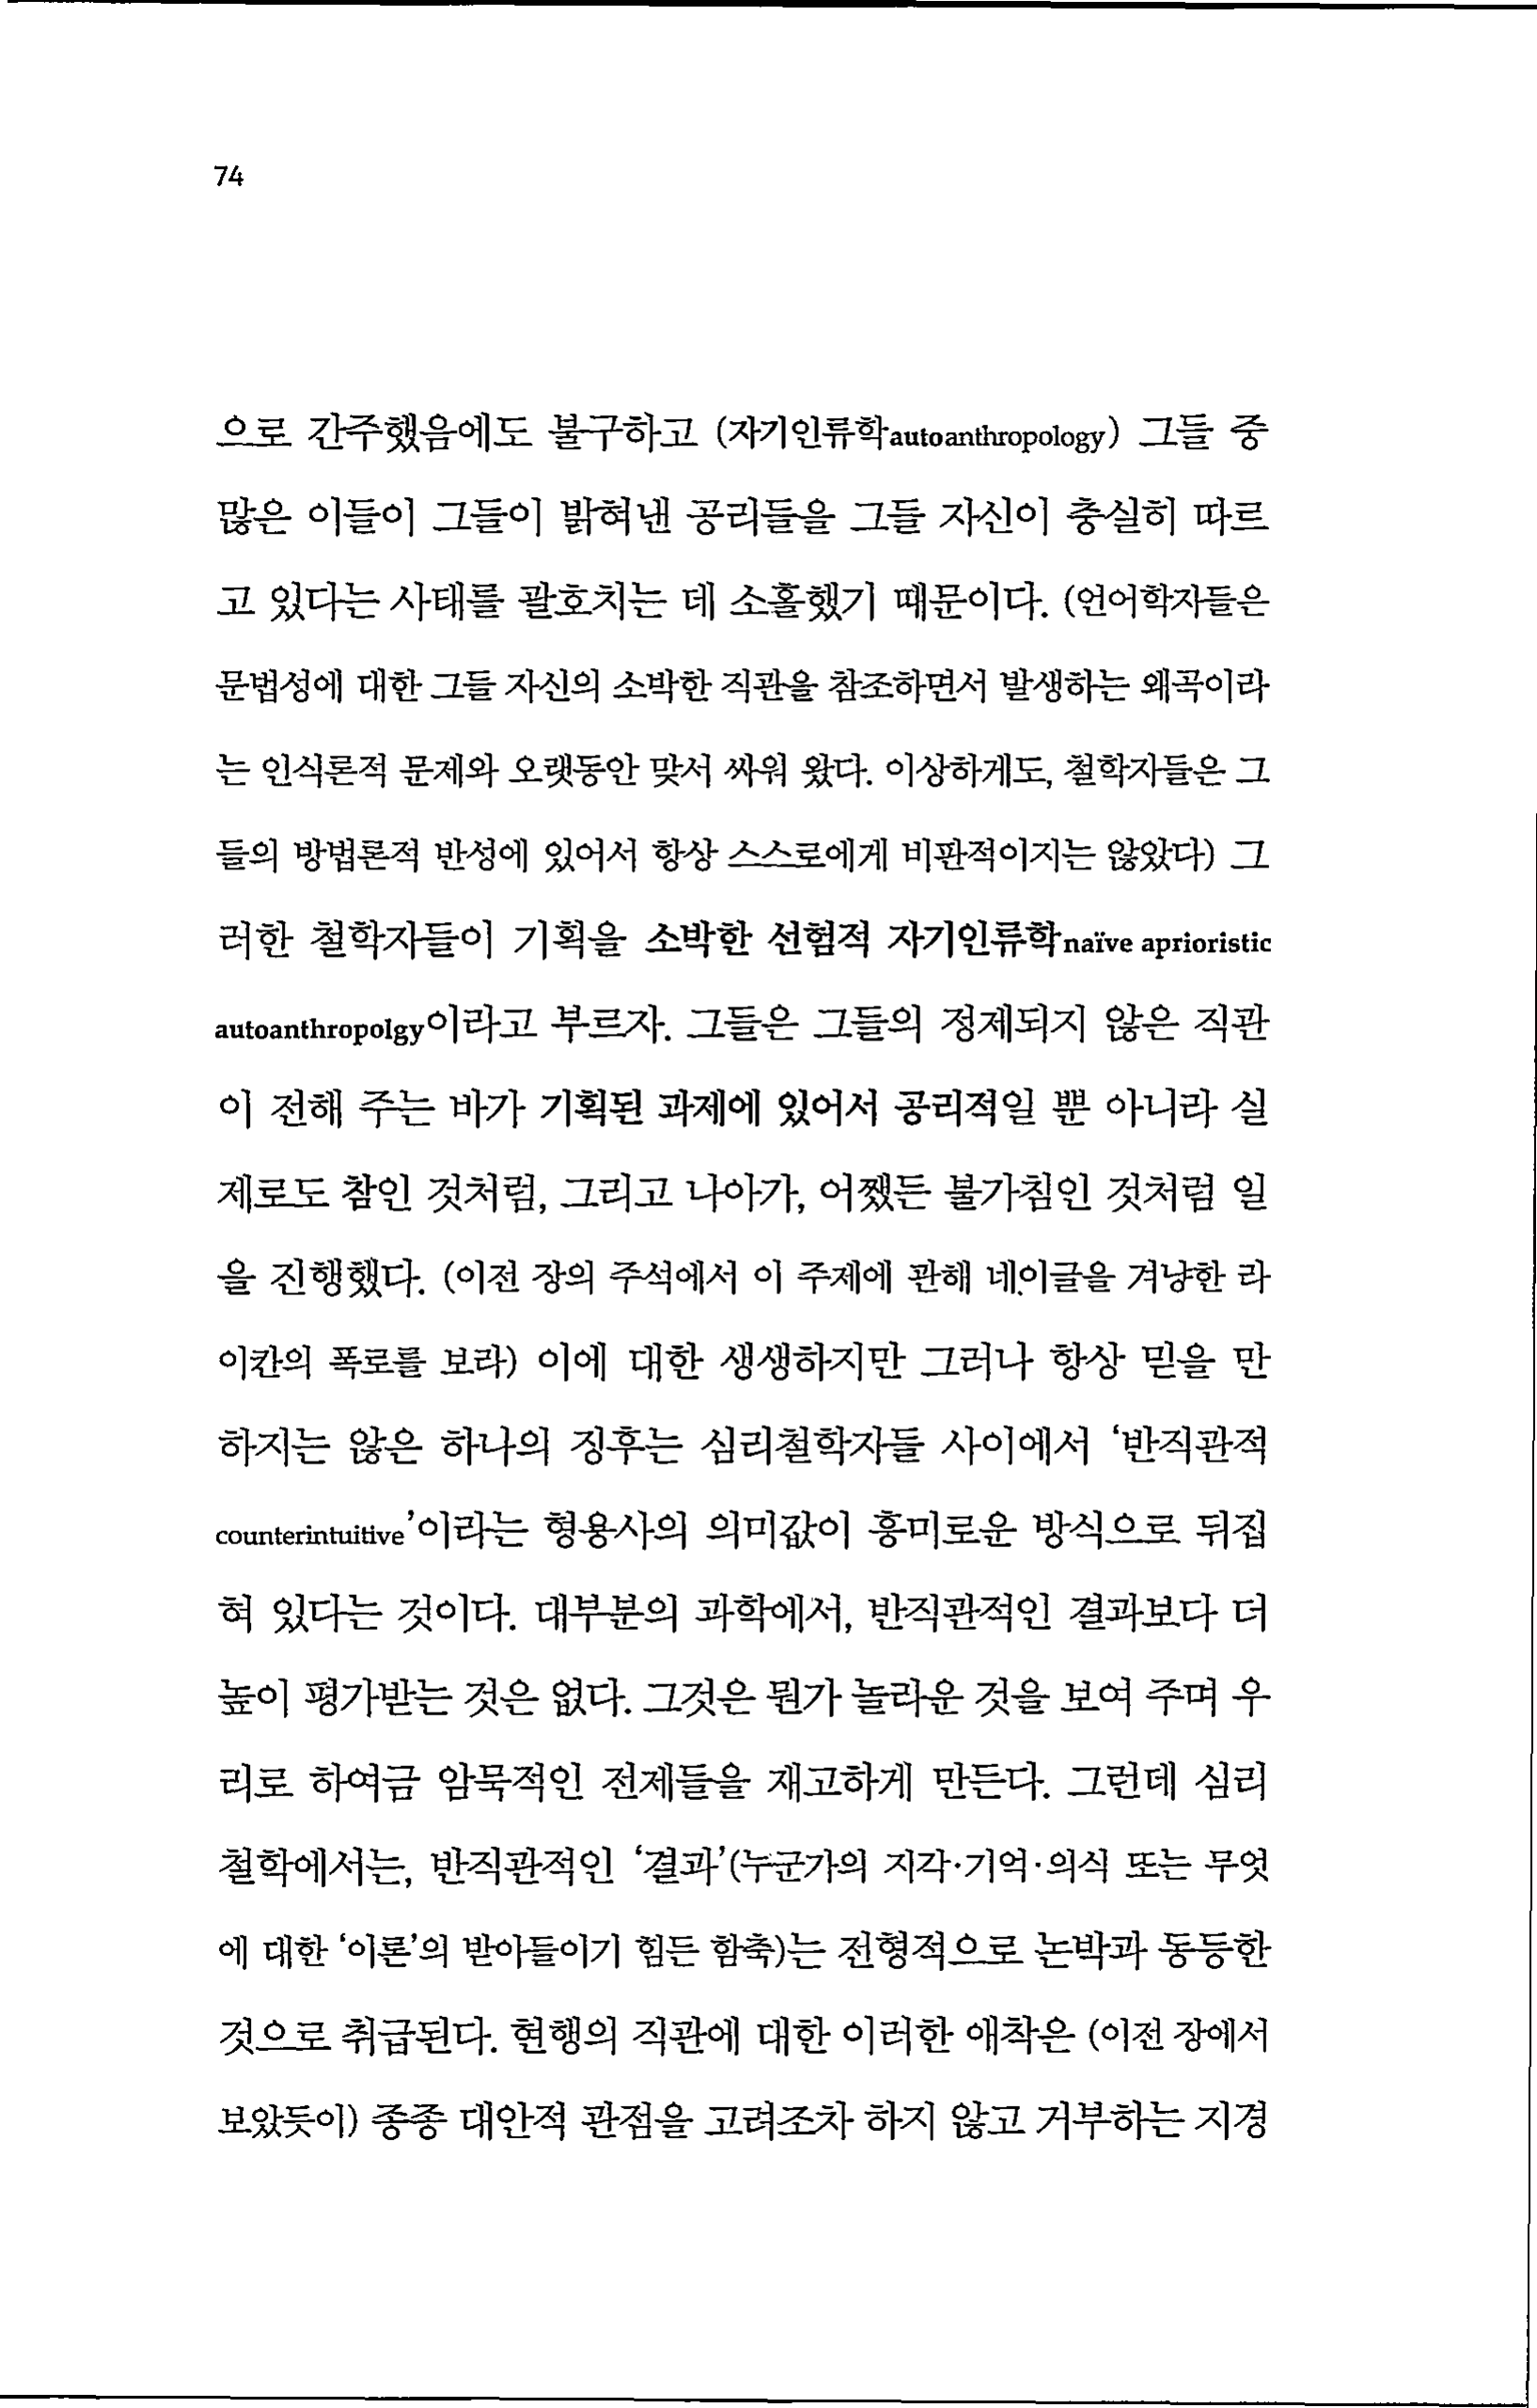 74
으로 간주했음에도 불구하고 (자기인류학autoanthropology) 그들 중
많은 이들이 그들이 밝혀낸 공리들을 그들 자신이 충실히 따르
고 있다는 사태를 괄호치는 데 소홀했기 때문이다. (언어학자들은
문법성에 대한 그들 자신의 소박한 직관을 참조하면서 발생하는 왜곡이라
는 인식론적 문제와 오랫동안 맞서 싸워 왔다. 이상하게도, 철학자들은 그
들의 방법론적 반성에 있어서 항상 스스로에게 비판적이지는 않았다) 그
러한 철학자들이 기획을 소박한 선험적 자기인류학naïve aprioristic
autoanthropolgy이라고 부르자. 그들은 그들의 정제되지 않은 직관
이 전해 주는 바가 기획된 과제에 있어서 공리적일 뿐 아니라 실
제로도 참인 것처럼, 그리고 나아가, 어쨌든 불가침인 것처럼 일
을 진행했다. (이전 장의 주석에서 이 주제에 관해 네이글을 겨냥한 라
이칸의 폭로를 보라) 이에 대한 생생하지만 그러나 항상 믿을 만
하지는 않은 하나의 징후는 심리철학자들 사이에서 ‘반직관적
counterintuitive’이라는 형용사의 의미값이 흥미로운 방식으로 뒤집
혀 있다는 것이다. 대부분의 과학에서, 반직관적인 결과보다 더
높이 평가받는 것은 없다. 그것은 뭔가 놀라운 것을 보여 주며 우
리로 하여금 암묵적인 전제들을 재고하게 만든다. 그런데 심리
철학에서는, 반직관적인 ‘결과’(누군가의 지각·기억·의식 또는 무엇
에 대한 ‘이론’의 받아들이기 힘든 함축)는 전형적으로 논박과 동등한
것으로 취급된다. 현행의 직관에 대한 이러한 애착은 (이전 장에서
보았듯이) 종종 대안적 관점을 고려조차 하지 않고 거부하는 지경